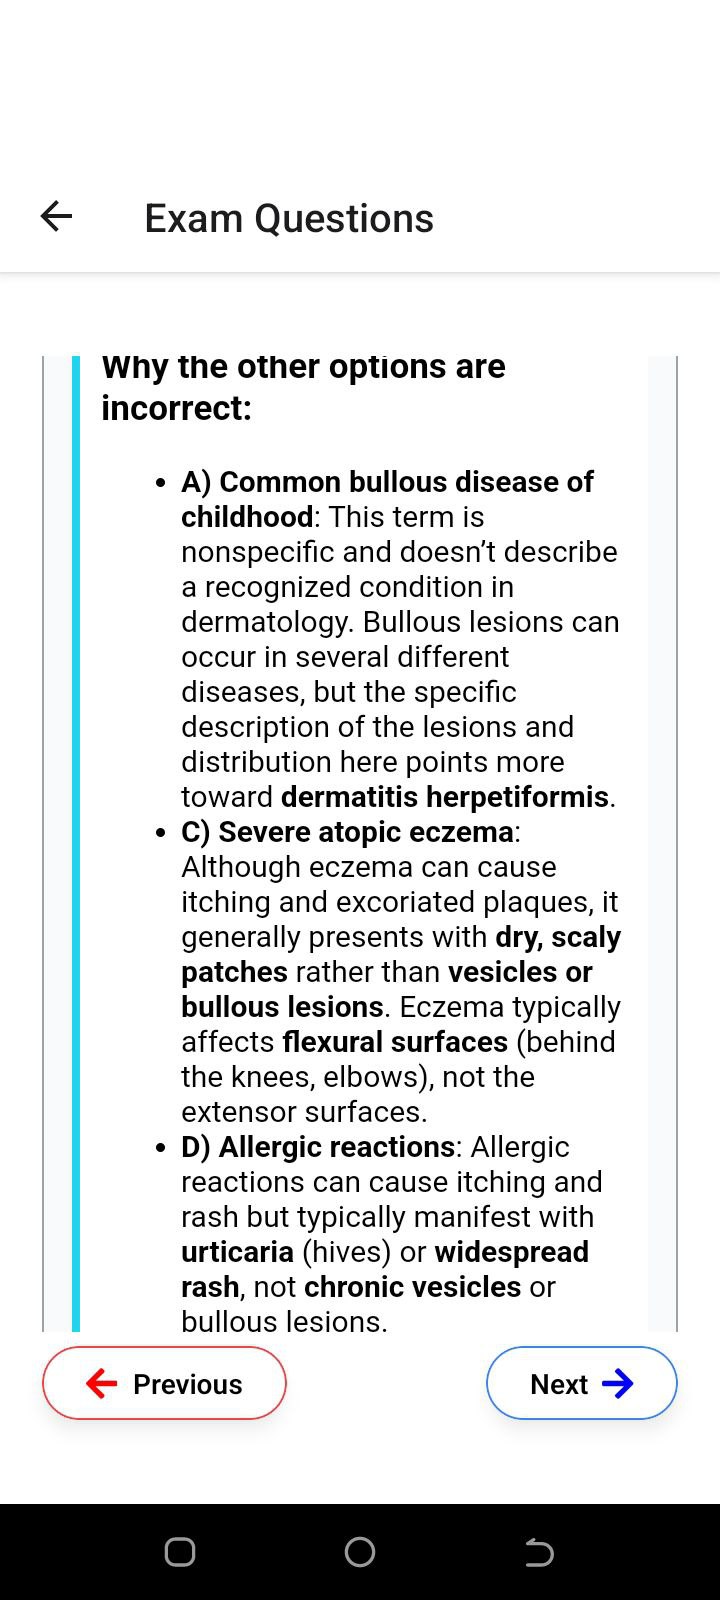 Exam Questions
Why the other options are
incorrect:
• A) Common bullous disease of
childhood: This term is
nonspecific and doesn’t describe
a recognized condition in
dermatology. Bullous lesions can
occur in several different
diseases, but the specific
description of the lesions and
distribution here points more
toward dermatitis herpetiformis.
• C) Severe atopic eczema:
Although eczema can cause
itching and excoriated plaques, it
generally presents with dry, scaly
patches rather than vesicles or
bullous lesions. Eczema typically
affects flexural surfaces (behind
the knees, elbows), not the
extensor surfaces.
• D) Allergic reactions: Allergic
reactions can cause itching and
rash but typically manifest with
urticaria (hives) or widespread
rash, not chronic vesicles or
bullous lesions.
Previous
Next